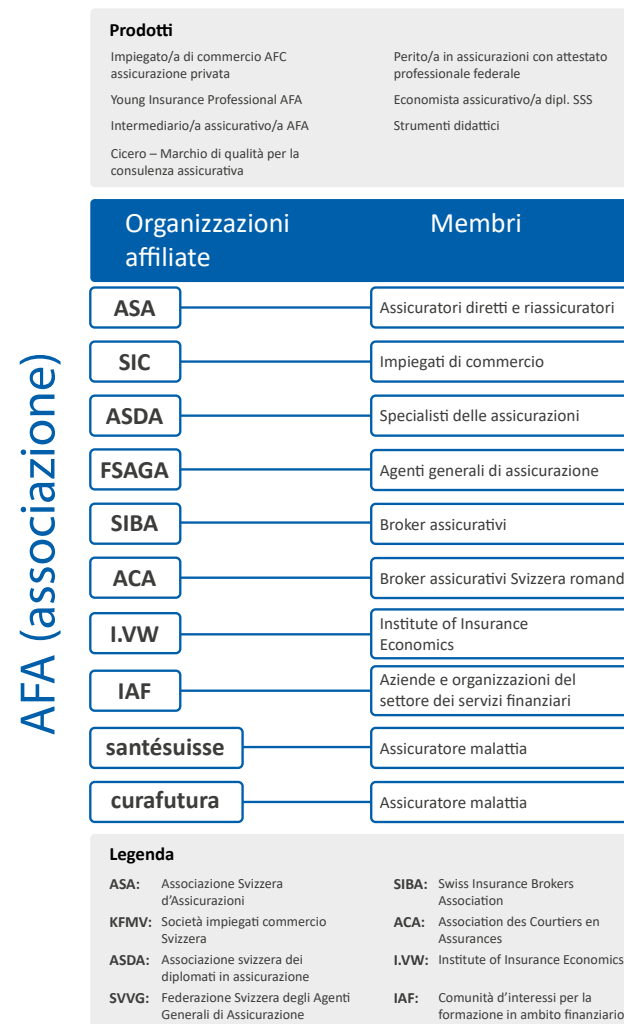 Prodotti
Impiegato/a di commercio AFC
assicurazione privata
Young Insurance Professional AFA
Intermediario/a assicurativo/a AFA
Cicero – Marchio di qualità per la
consulenza assicurativa
Perito/a in assicurazioni con attestato
professionale federale
Economista assicurativo/a dipl. SSS
Strumenti didattici
AFA (associazione)
Organizzazioni
affiliate
Membri
ASA
Assicuratori diretti e riassicuratori
SIC
Impiegati di commercio
ASDA
Specialisti delle assicurazioni
FSAGA
Agenti generali di assicurazione
SIBA
Broker assicurativi
ACA
Broker assicurativi Svizzera romand
I.VW
Institute of Insurance
Economics
IAF
Aziende e organizzazioni del
settore dei servizi finanziari
santésuisse
Assicuratore malattia
curafutura
Assicuratore malattia
Legenda
ASA: Associazione Svizzera
d’Assicurazioni
KFMV: Società impiegati commercio
Svizzera
ASDA: Associazione svizzera dei
diplomati in assicurazione
SVVG: Federazione Svizzera degli Agenti
Generali di Assicurazione
SIBA: Swiss Insurance Brokers
Association
ACA: Association des Courtiers en
Assurances
I.VW: Institute of Insurance Economics
IAF: Comunità d’interessi per la
formazione in ambito finanziario